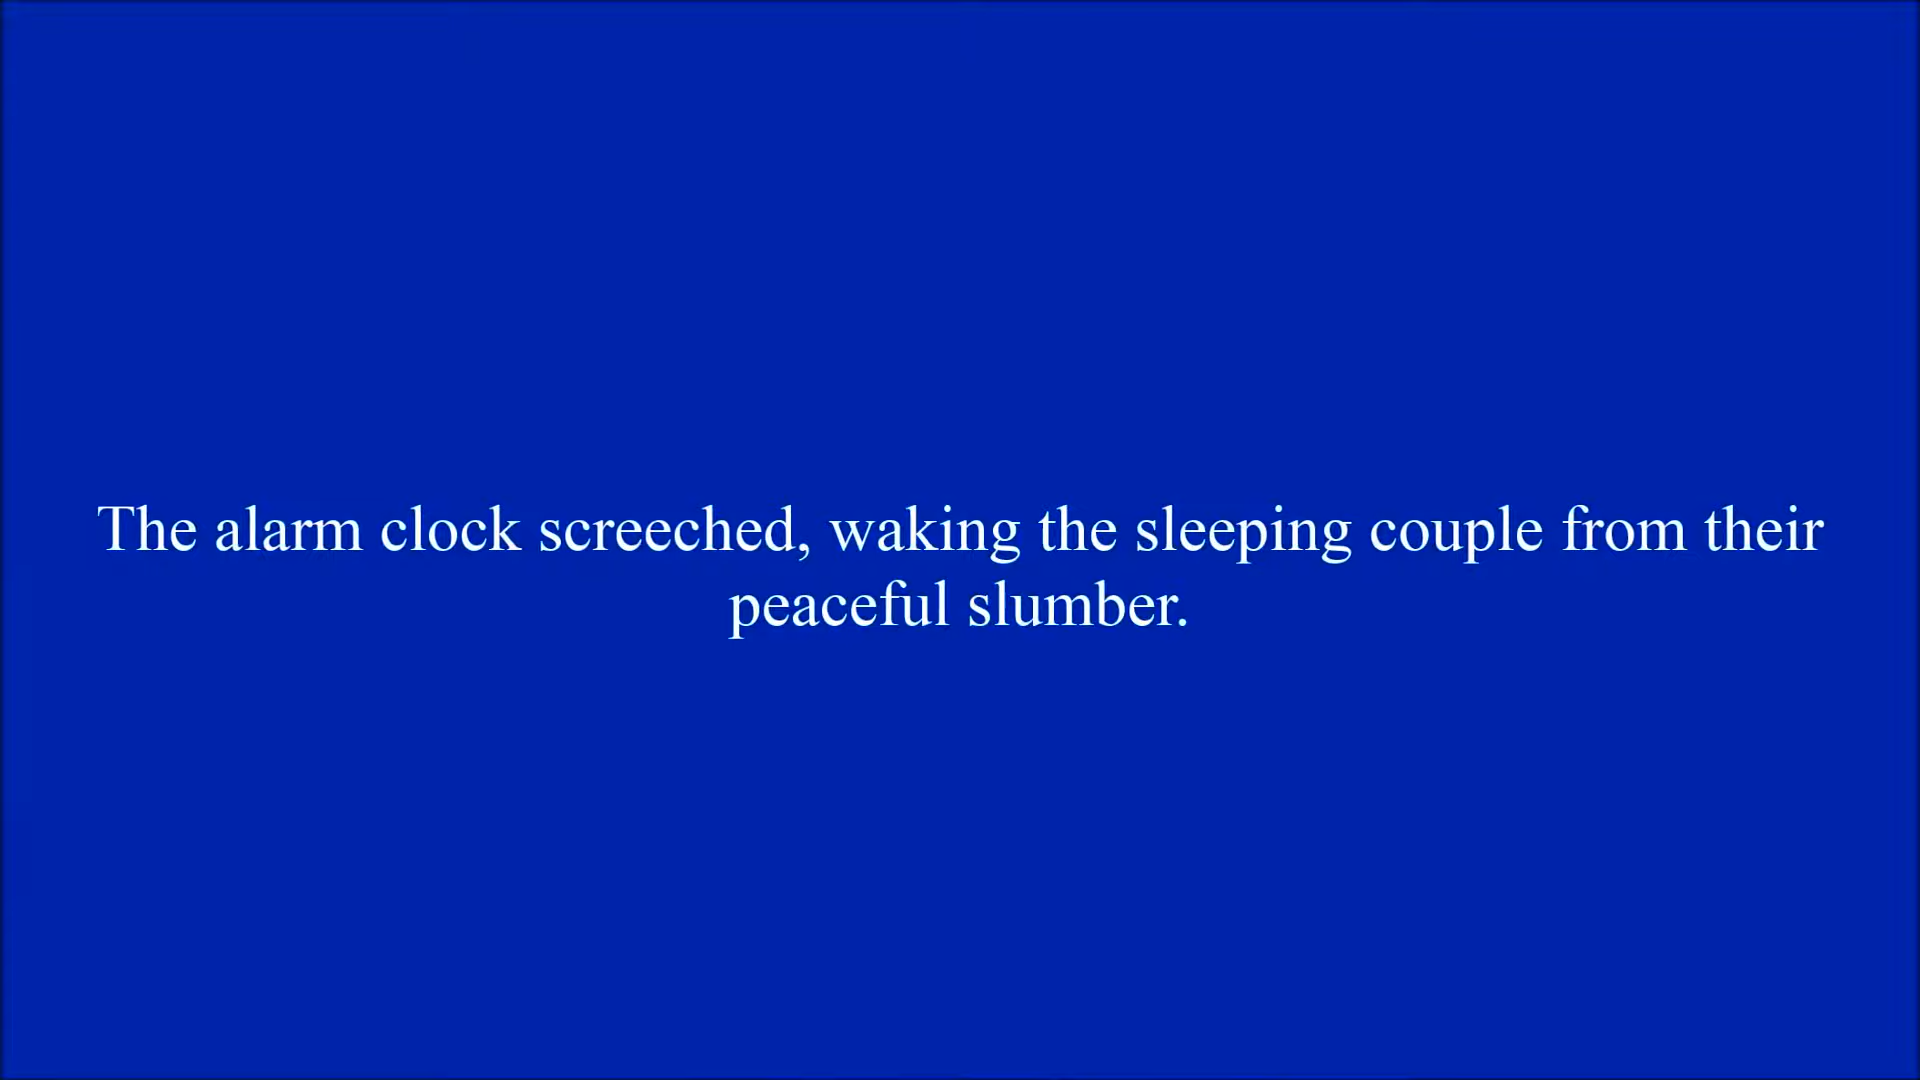 The alarm clock screeched, waking the sleeping couple from their
peaceful slumber.